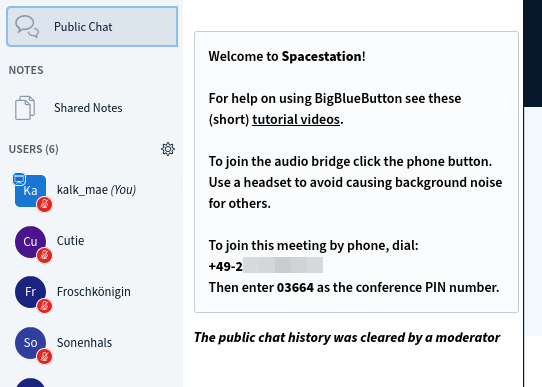 Public Chat
NOTES
Shared Notes
USERS (6)
Ka
kalk_mae (You)
Cu
Cutie
Fr
Froschkönigin
So
Sonenhals
Welcome to Spacestation!
For help on using BigBlueButton see these
(short) tutorial videos.
To join the audio bridge click the phone button.
Use a headset to avoid causing background noise
for others.
To join this meeting by phone, dial:
+49-2
Then enter 03664 as the conference PIN number.
The public chat history was cleared by a moderator